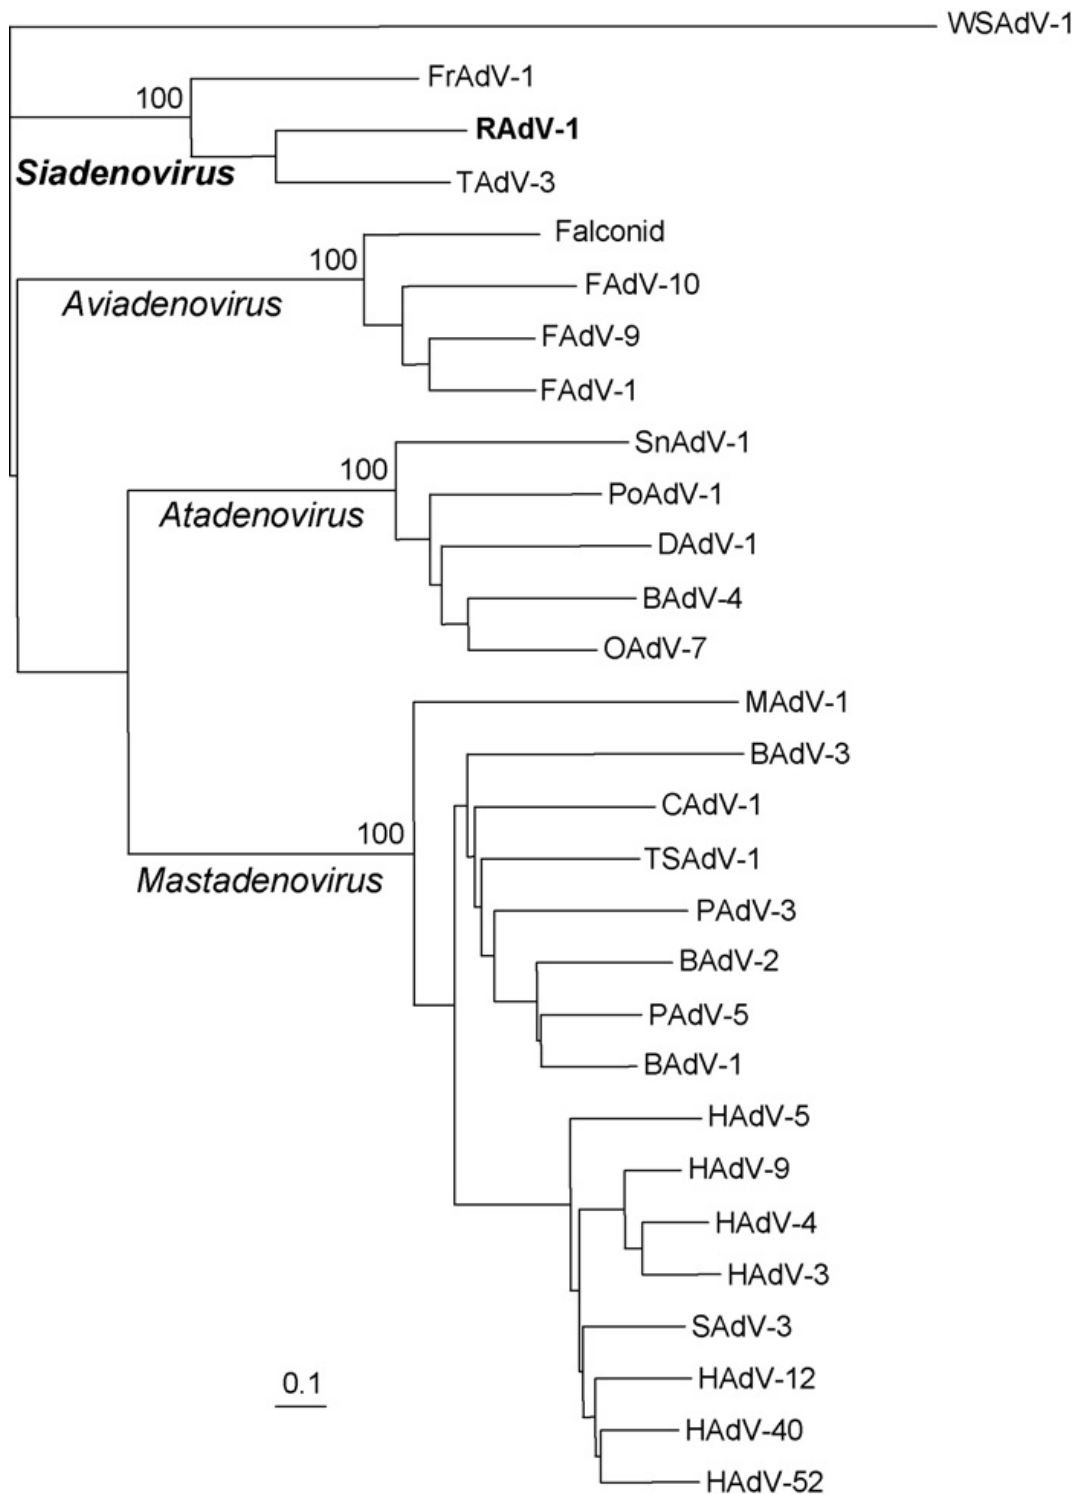 WSAdV-1
FrAdV-1
100
RAdV-1
Siadenovirus
TAdV-3
Falconid
100
Aviadenovirus
FAdV-10
FAdV-9
FAdV-1
SnAdV-1
100
PoAdV-1
Atadenovirus
DAdV-1
BAdV-4
OAdV-7
MAdV-1
BAdV-3
CAdV-1
100
TSAdV-1
Mastadenovirus
PAdV-3
BAdV-2
PAdV-5
BAdV-1
HAdV-5
HAdV-9
HAdV-4
HAdV-3
SAdV-3
0.1
HAdV-12
HAdV-40
HAdV-52